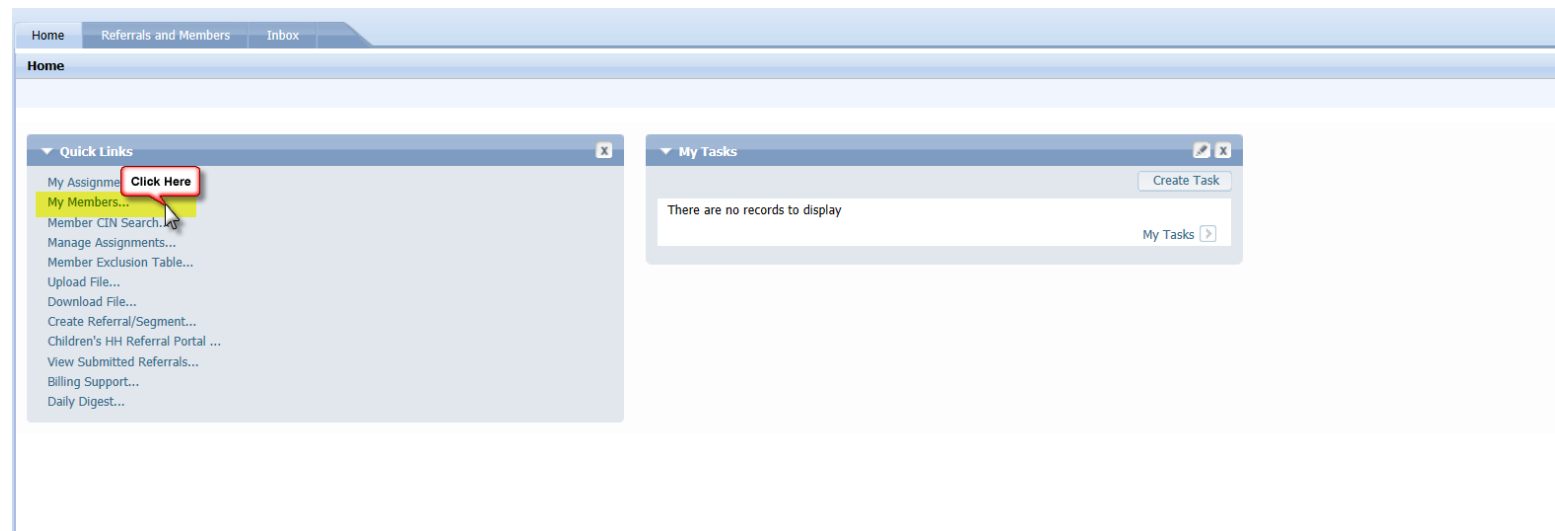 Home Referrals and Members Inbox
Home
Quick Links
My Assignme
Click Here
My Members...
Member CIN Search...
Manage Assignments...
Member Exclusion Table...
Upload File...
Download File...
Create Referral/Segment...
Children's HH Referral Portal ...
View Submitted Referrals...
Billing Support...
Daily Digest...
My Tasks
Create Task
There are no records to display
My Tasks